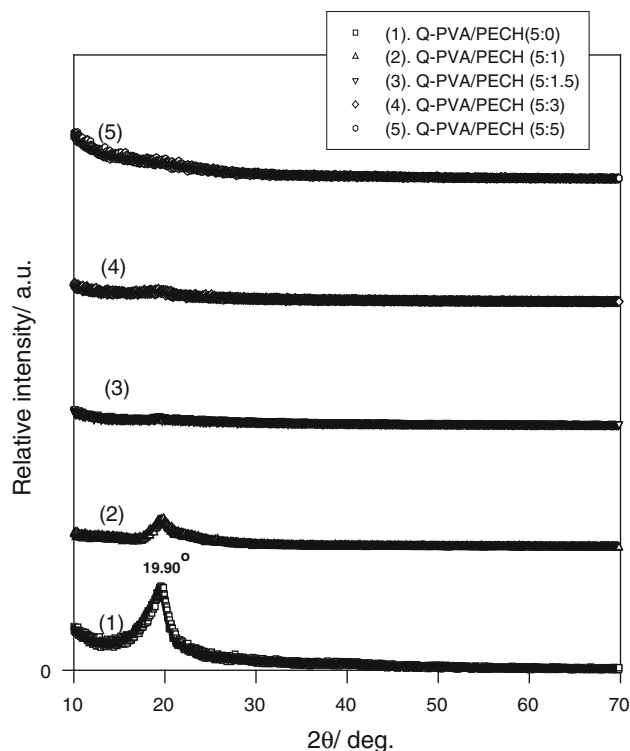 (1). Q-PVA/PECH(5:0)
(2). Q-PVA/PECH (5:1)
(3). Q-PVA/PECH (5:1.5)
(4). Q-PVA/PECH (5:3)
(5). Q-PVA/PECH (5:5)
(5)
(4)
(3)
(2)
19.90°
(1)
Relative intensity/ a.u.
0
10 20 30 40 50 60 70
2θ/ deg.